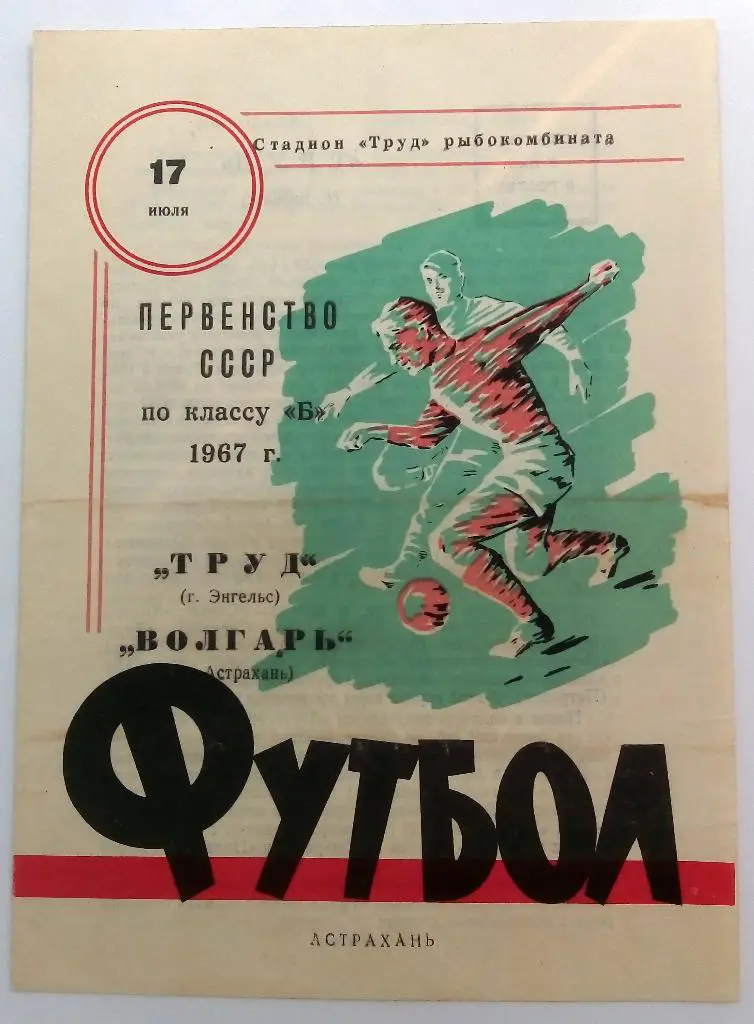 Стадион «Труд» рыбокомбината
17
июля
ПЕРВЕНСТВО
СССР
по классу «Б»
1967 г.
„ТРУД“
(г. Энгельс)
„ВОЛГАРЬ“
Астрахань)
ФУТБОЛ
АСТРАХАНЬ